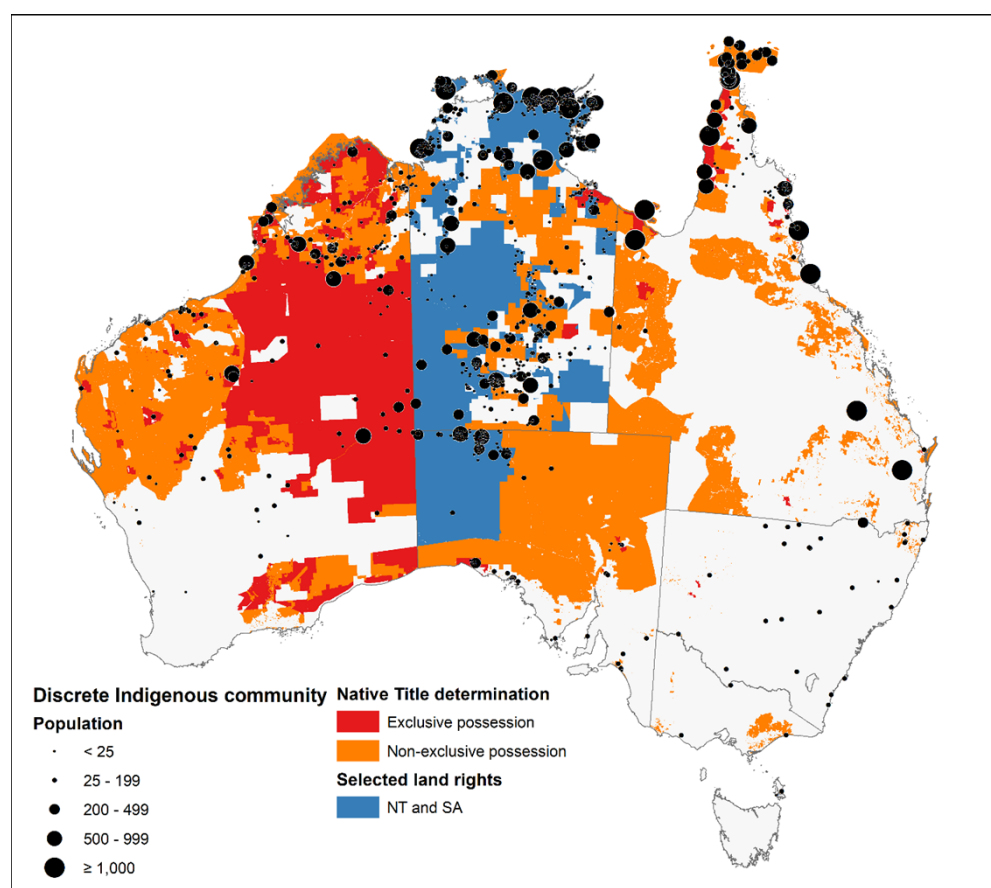 Discrete Indigenous community
Population
< 25
25 - 199
200 - 499
500 - 999
≥ 1,000
Native Title determination
Exclusive possession
Non-exclusive possession
Selected land rights
NT and SA